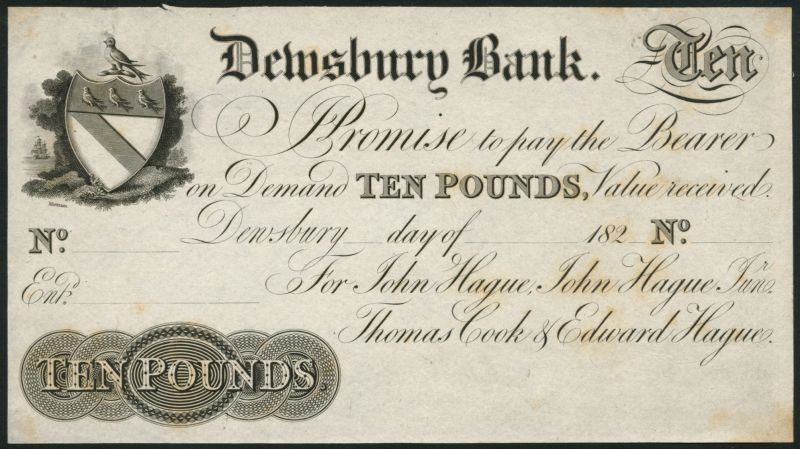 Dewsbury Bank. Ten
I Promise to pay the Bearer
on Demand TEN POUNDS, Value received.
Dewsbury day of 182
No. No.
Entd.
For John Hague, John Hague Junr.
Thomas Cook & Edward Hague.
TEN POUNDS.